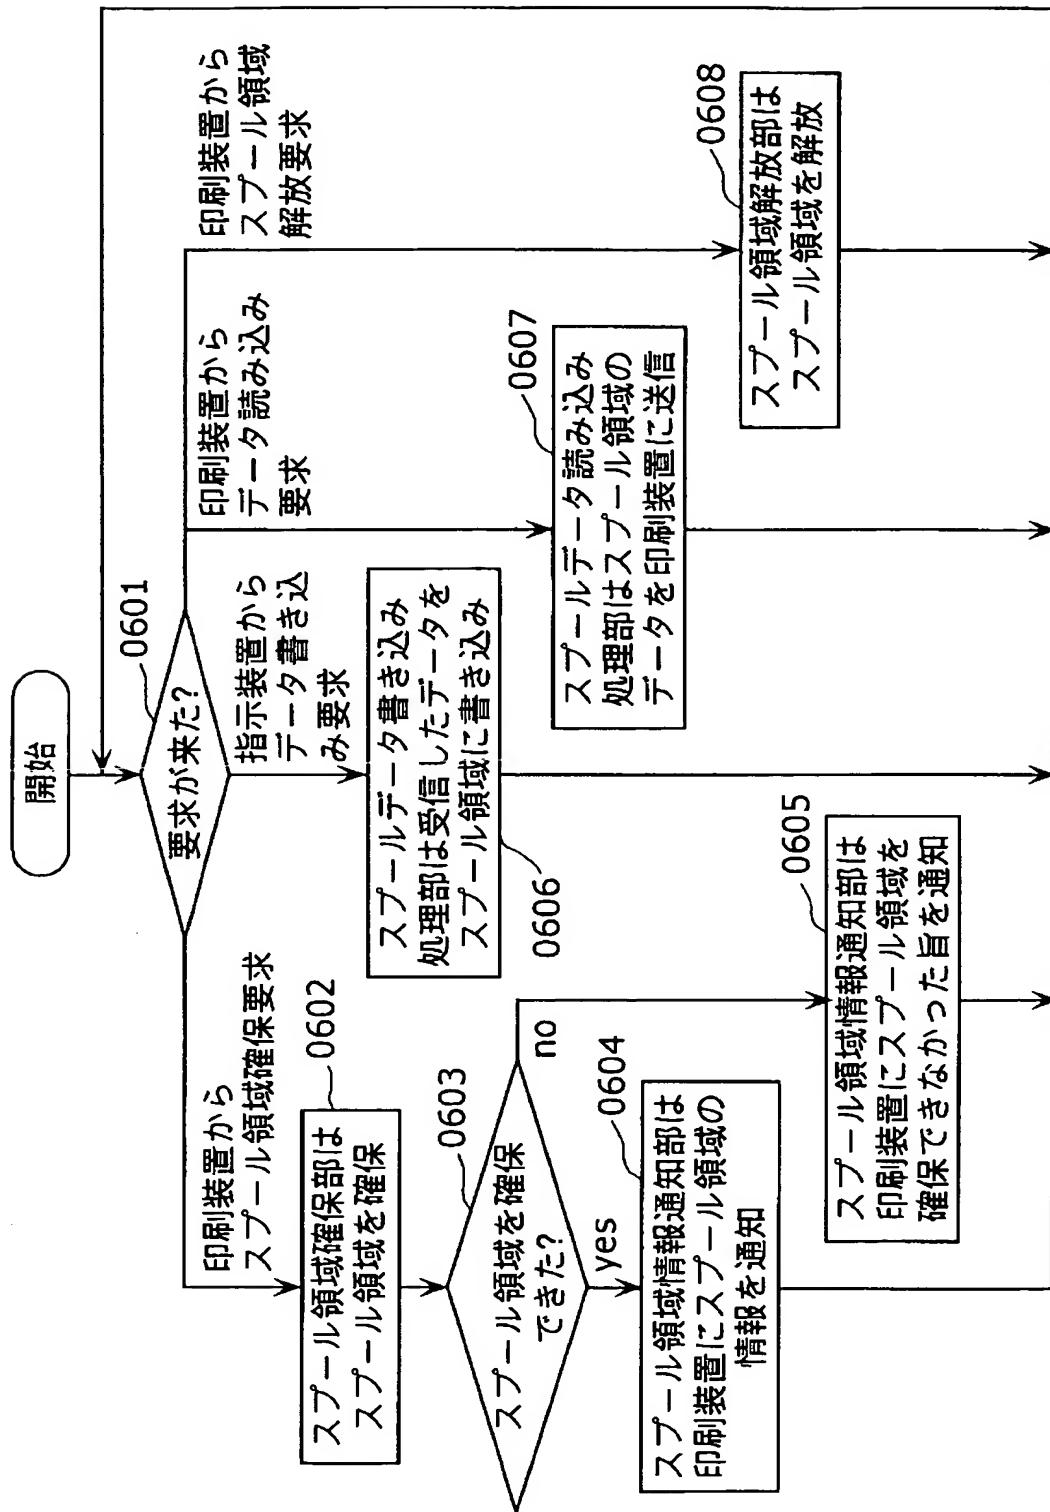 開始
要求が来た?
0601
印刷装置から
スプール領域確保要求
指示装置から
データ書き込
み要求
印刷装置から
データ読み込み
要求
印刷装置から
スプール領域
解放要求
スプール領域確保部は
スプール領域を確保
0602
スプール領域を確保
できた?
0603
yes
no
スプール領域情報通知部は
印刷装置にスプール領域の
情報を通知
0604
スプール領域情報通知部は
印刷装置にスプール領域を
確保できなかった旨を通知
0605
スプールデータ書き込み
処理部は受信したデータを
スプール領域に書き込み
0606
スプールデータ読み込み
処理部はスプール領域の
データを印刷装置に送信
0607
スプール領域解放部は
スプール領域を解放
0608